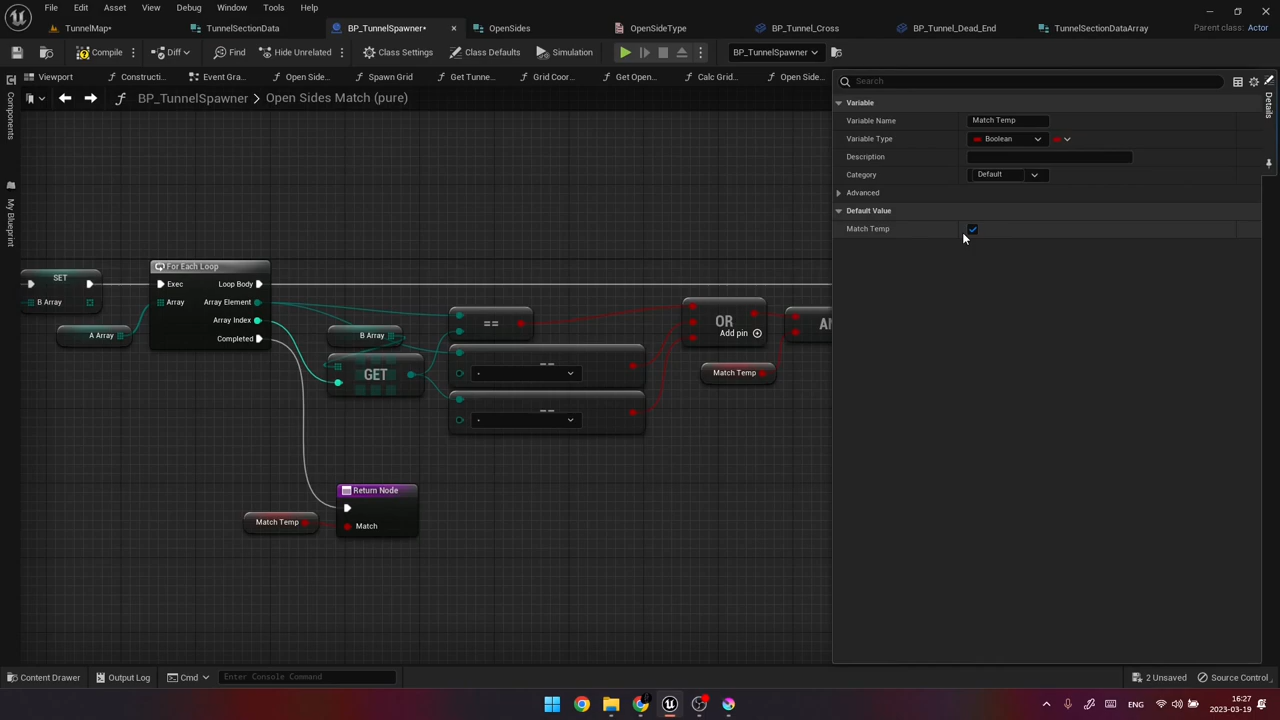 File Edit Asset View Debug Window Tools Help
TunnelMap• TunnelSectionData BP_TunnelSpawner• OpenSides OpenSideType BP_Tunnel_Cross BP_Tunnel_Dead_End TunnelSectionDataArray Parent class: Actor
Compile Diff Find Hide Unrelated Class Settings Class Defaults Simulation BP_TunnelSpawner
Viewport Constructi... Event Gra... Open Side... Spawn Grid Get Tunne... Grid Coor... Get Open... Calc Grid... Open Side...
Search
BP_TunnelSpawner > Open Sides Match (pure)
Components
My Blueprint
Details
Variable
Variable Name Match Temp
Variable Type Boolean
Description
Category Default
Advanced
Default Value
Match Temp
SET
B Array
A Array
For Each Loop
Exec Loop Body
Array Array Element
Array Index
Completed
B Array
GET
==
==
==
OR
Add pin
Match Temp
Return Node
Match Temp Match
Content Drawer Output Log Cmd Enter Console Command 2 Unsaved Source Control
ENG 16:27
2023-03-19